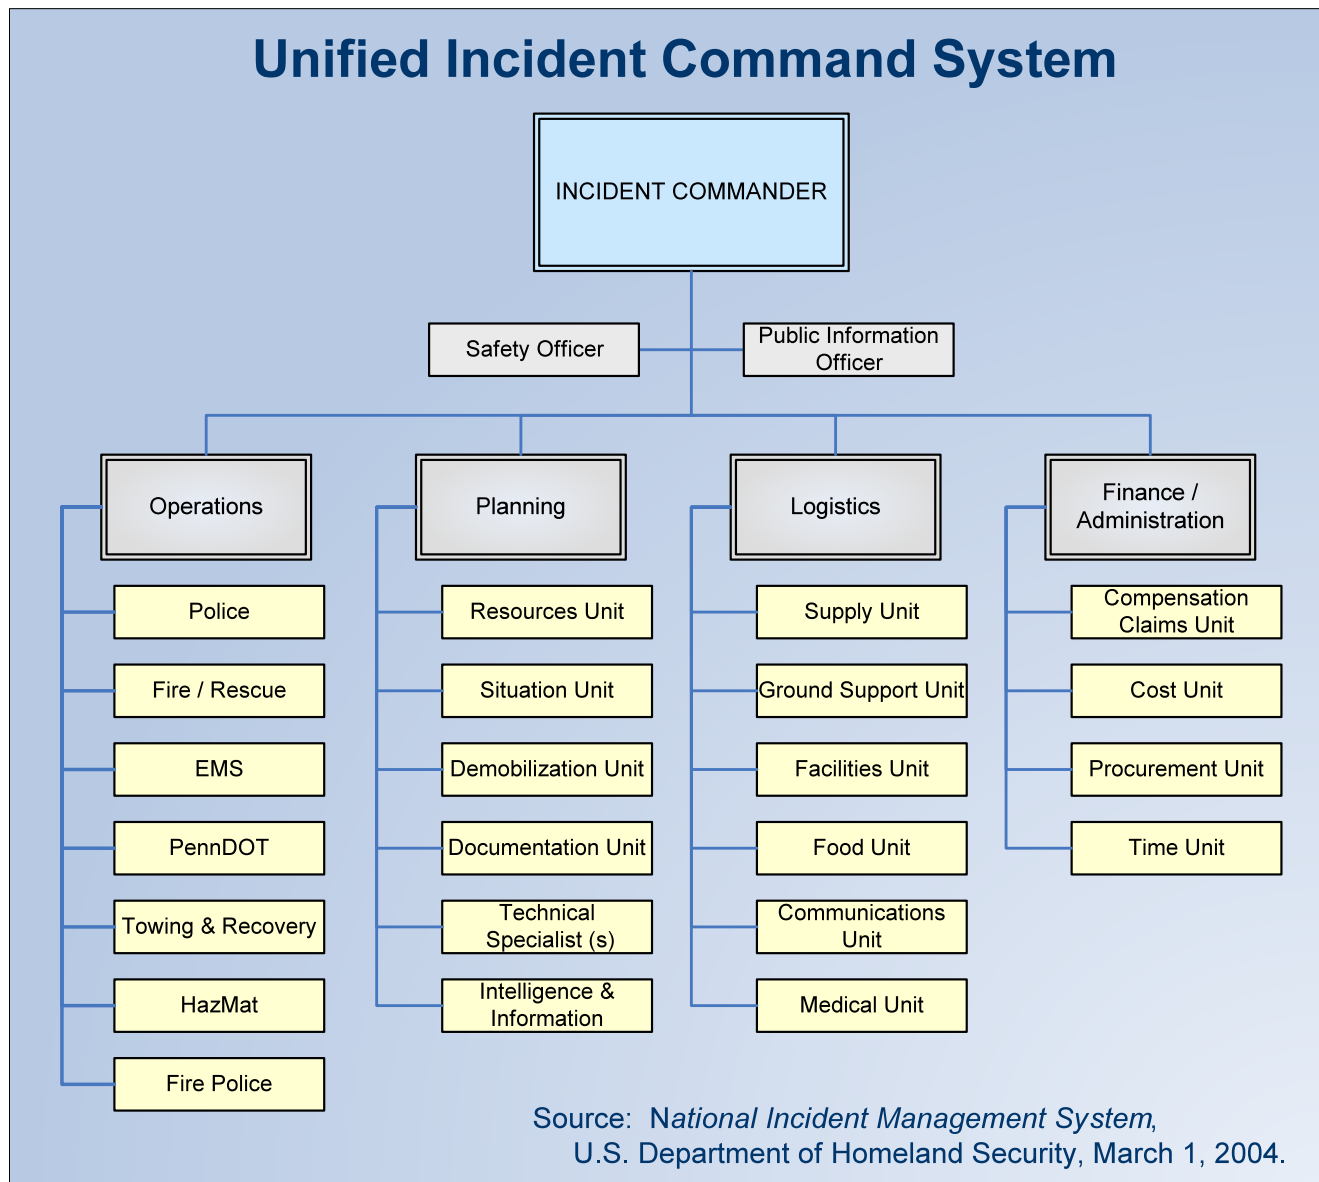 Unified Incident Command System
INCIDENT COMMANDER
Safety Officer
Public Information
Officer
Operations
Planning
Logistics
Finance /
Administration
Police
Fire / Rescue
EMS
PennDOT
Towing & Recovery
HazMat
Fire Police
Resources Unit
Situation Unit
Demobilization Unit
Documentation Unit
Technical
Specialist (s)
Intelligence &
Information
Supply Unit
Ground Support Unit
Facilities Unit
Food Unit
Communications
Unit
Medical Unit
Compensation
Claims Unit
Cost Unit
Procurement Unit
Time Unit
Source: National Incident Management System,
U.S. Department of Homeland Security, March 1, 2004.